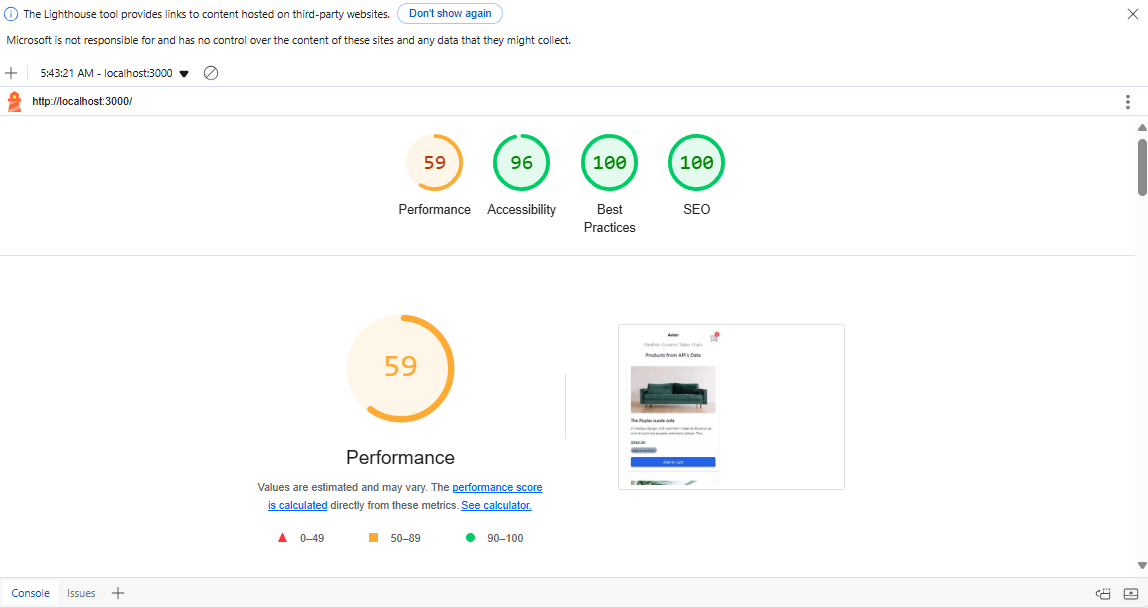 The Lighthouse tool provides links to content hosted on third-party websites. Don't show again
Microsoft is not responsible for and has no control over the content of these sites and any data that they might collect.
5:43:21 AM - localhost:3000
http://localhost:3000/
59 96 100 100
Performance Accessibility Best Practices SEO
59
Performance
Values are estimated and may vary. The performance score
is calculated directly from these metrics. See calculator.
0–49 50–89 90–100
Avion
Products from API's Data
The Poplar suede sofa
Add to Cart
Console Issues